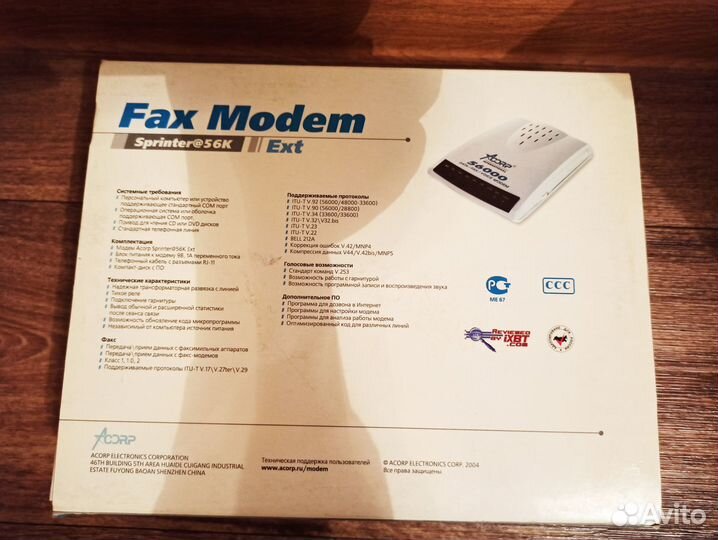 Fax Modem
Sprinter@56K Ext
Системные требования
Персональный компьютер или устройство
поддерживающее стандартный COM порт
Операционная система или оболочка
поддерживающая COM порт,
Привод для чтения CD или DVD дисков
Стандартная телефонная линия
Комплектация
Модем Acorp Sprinter@56K Ext
Блок питания к модему 9В, 1А переменного тока
Телефонный кабель с разъемами RJ-11
Компакт диск с ПО
Технические характеристики
Надежная трансформаторная развязка с линией
Тихое реле
Подключение гарнитуры
Вывод обычной и расширенной статистики
после сеанса связи
Возможность обновление кода микропрограммы
Независимый от компьютера источник питания
Факс
Передача\прием данных с факсимильных аппаратов
Передача\прием данных с факс-модемов
Класс 1, 1.0, 2
Поддерживаемые протоколы ITU-T V.17\V.27ter\V.29
Поддерживаемые протоколы
ITU-T V.92 (56000/48000-33600)
ITU-T V.90 (56000/28800)
ITU-T V.34 (33600/33600)
ITU-T V.32\V32.bis
ITU-T V.23
ITU-T V.22
BELL 212A
Коррекция ошибок V.42/MNP4
Компрессия данных V44/V.42bis/MNP5
Голосовые возможности
Стандарт команд V.253
Возможность работы с гарнитурой
Возможность программной записи и воспроизведения звука
Дополнительное ПО
Программа для дозвона в Интернет
Программы для настройки модема
Программы для анализа работы модема
Оптимизированный код для различных линий
ACORP
56000
ME 67
CCC
REVIEWED
BY iXBT
.COM
ACORP
ACORP ELECTRONICS CORPORATION
46TH BUILDING 5TH AREA HUAIDE CUIGANG INDUSTRIAL
ESTATE FUYONG BAOAN SHENZHEN CHINA
Техническая поддержка пользователей
www.acorp.ru/modem
© ACORP ELECTRONICS CORP. 2004
Все права защищены
Avito